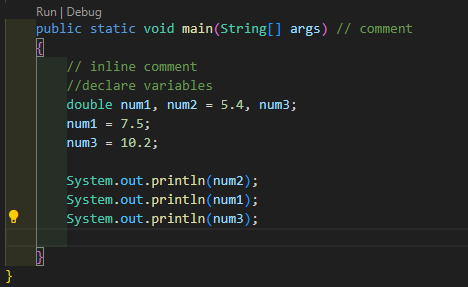 Run | Debug
public static void main(String[] args) // comment
{
// inline comment
//declare variables
double num1, num2 = 5.4, num3;
num1 = 7.5;
num3 = 10.2;
System.out.println(num2);
System.out.println(num1);
System.out.println(num3);
}
}